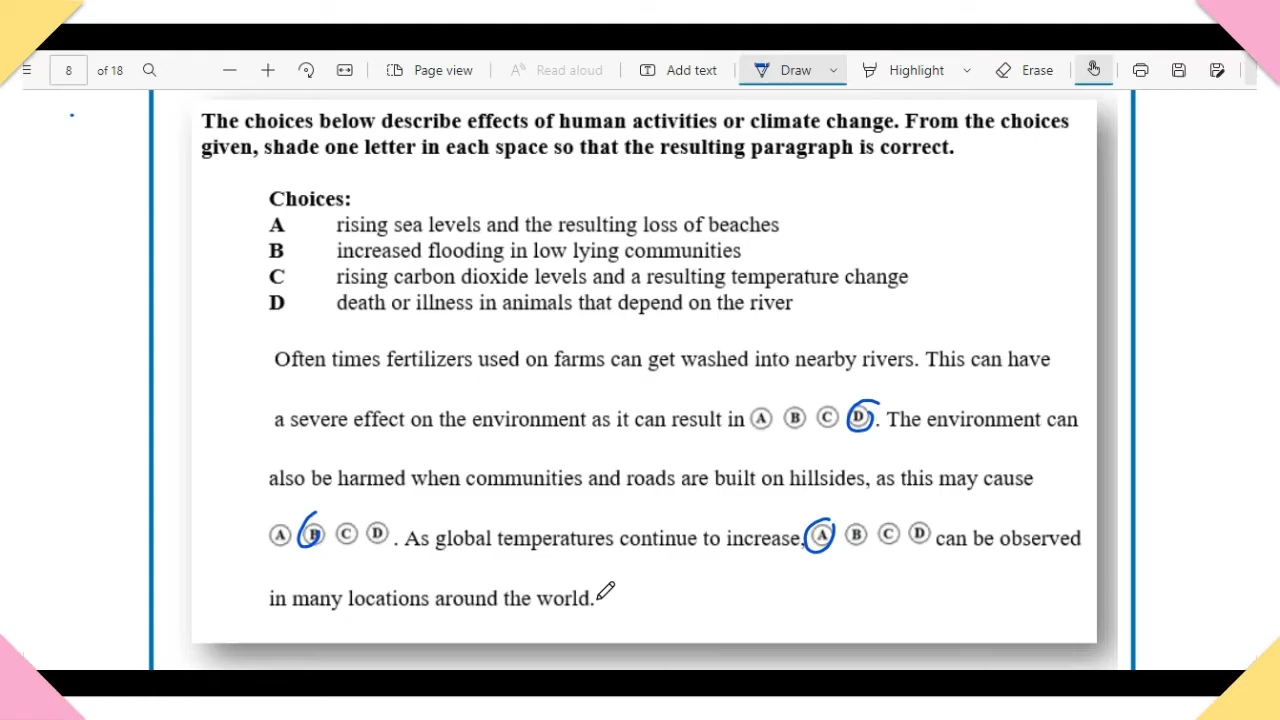 8 of 18 Page view Read aloud Add text Draw Highlight Erase
The choices below describe effects of human activities or climate change. From the choices
given, shade one letter in each space so that the resulting paragraph is correct.
Choices:
A rising sea levels and the resulting loss of beaches
B increased flooding in low lying communities
C rising carbon dioxide levels and a resulting temperature change
D death or illness in animals that depend on the river
Often times fertilizers used on farms can get washed into nearby rivers. This can have
a severe effect on the environment as it can result in A B C D . The environment can
also be harmed when communities and roads are built on hillsides, as this may cause
A B C D . As global temperatures continue to increase, A B C D can be observed
in many locations around the world.